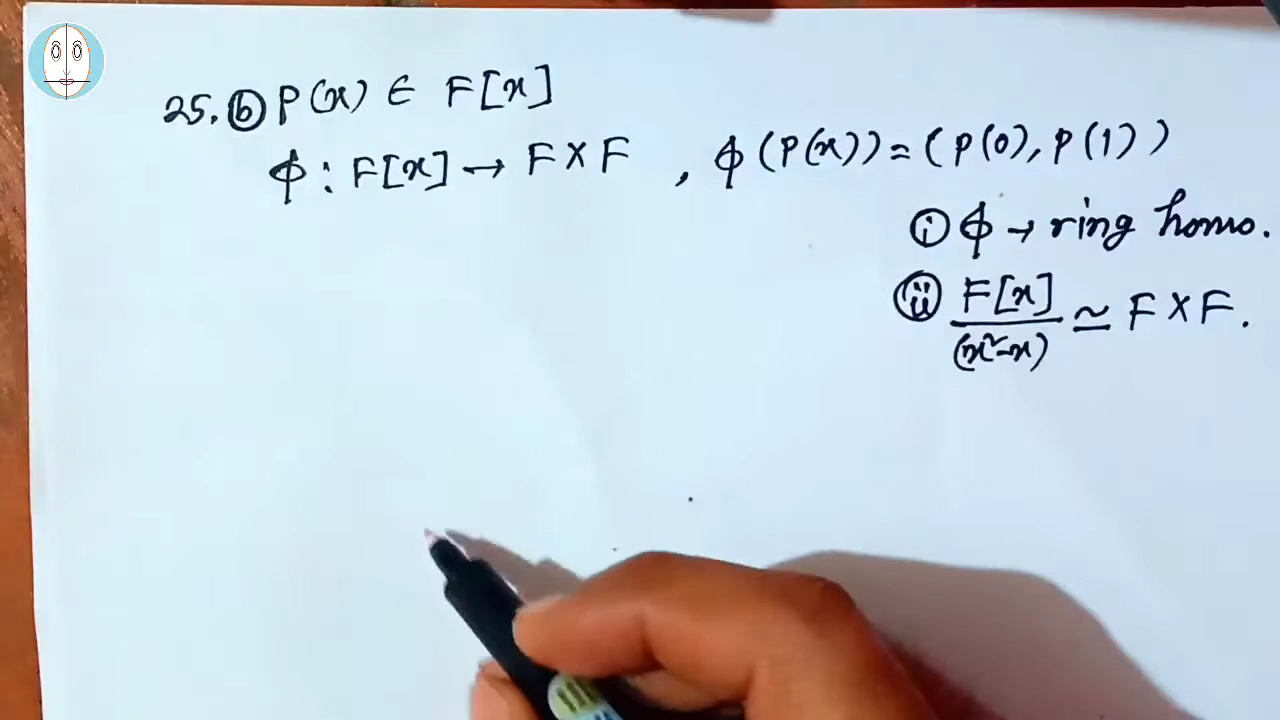 25. ⓑ P(x) ∈ F[x]
φ : F[x] → F×F , φ(P(x)) = (P(0), P(1))
ⓘ φ → ring homo.
ⓘⓘ F[x]/(x²-x) ≃ F×F.